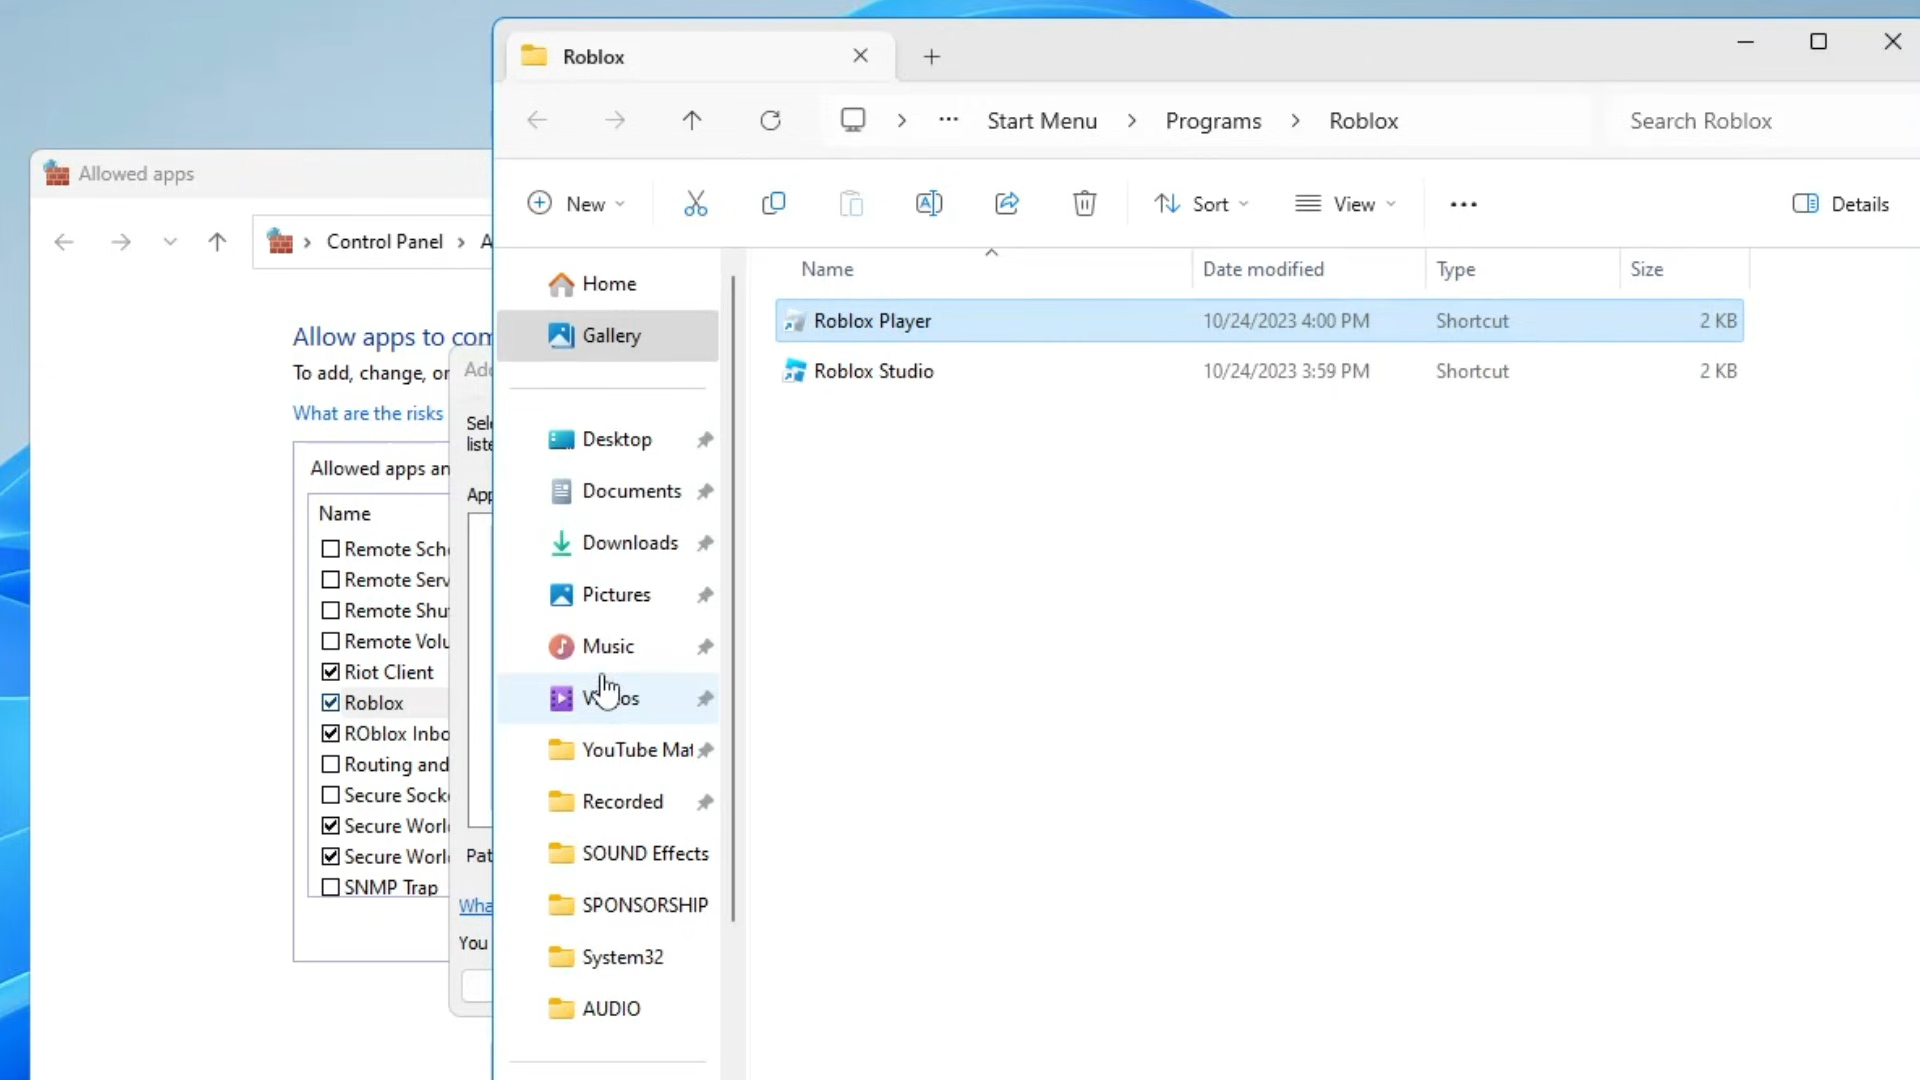 Roblox
Start Menu
Programs
Roblox
Search Roblox
New
Sort
View
Details
Name
Date modified
Type
Size
Roblox Player
10/24/2023 4:00 PM
Shortcut
2 KB
Roblox Studio
10/24/2023 3:59 PM
Shortcut
2 KB
Home
Gallery
Desktop
Documents
Downloads
Pictures
Music
YouTube Mat
Recorded
SOUND Effects
SPONSORSHIP
System32
AUDIO
Allowed apps
Control Panel
A
Allow apps to com
To add, change, or
What are the risks
Allowed apps an
Name
Remote Sch
Remote Serv
Remote Shu
Remote Volu
Riot Client
Roblox
ROblox Inbo
Routing and
Secure Sock
Secure Worl
Secure Worl
SNMP Trap
Add
Sele
liste
App
Pat
Wha
You